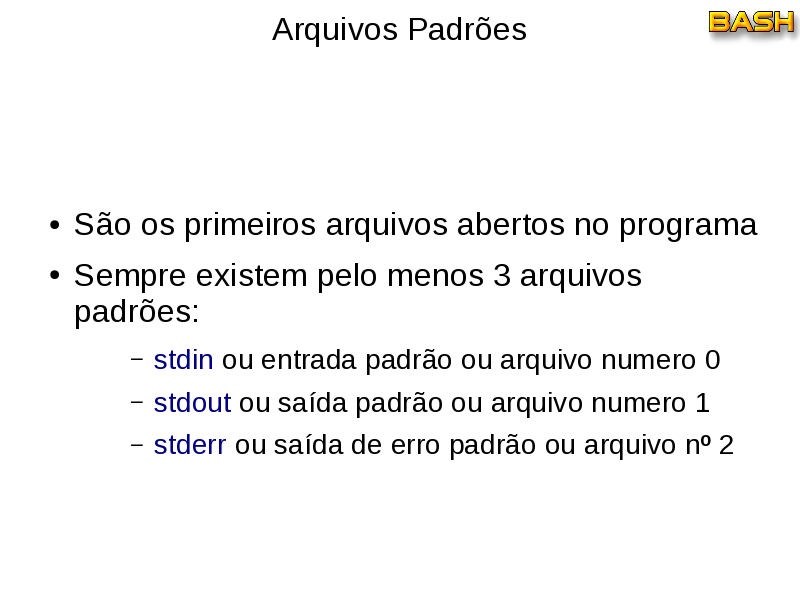 Arquivos Padrões
BASH
● São os primeiros arquivos abertos no programa
● Sempre existem pelo menos 3 arquivos
padrões:
– stdin ou entrada padrão ou arquivo numero 0
– stdout ou saída padrão ou arquivo numero 1
– stderr ou saída de erro padrão ou arquivo nº 2